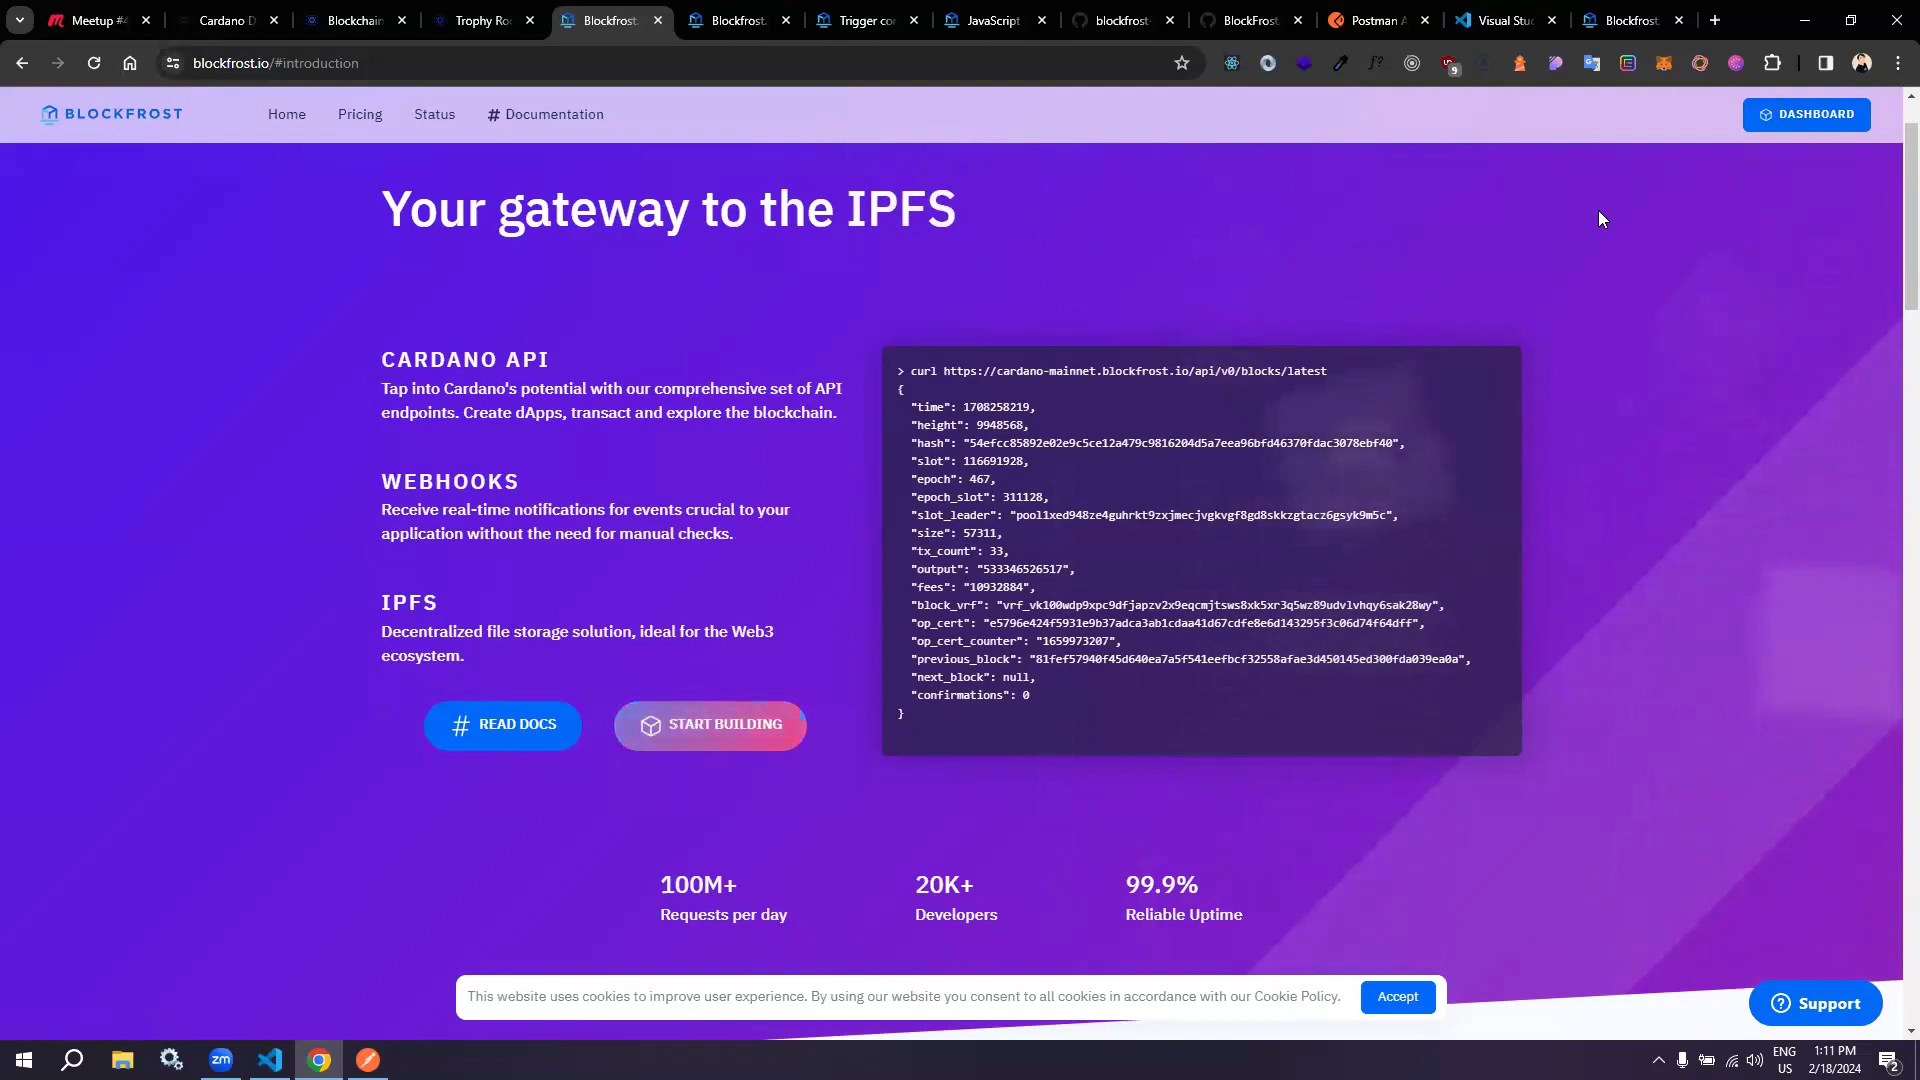 Meetup #4
Cardano D
Blockchain
Trophy Ro
Blockfrost.
Blockfrost.
Trigger co
JavaScript
blockfrost-
BlockFrost
Postman A
Visual Stu
Blockfrost.
blockfrost.io/#introduction
9
BLOCKFROST
Home
Pricing
Status
# Documentation
DASHBOARD
Your gateway to the IPFS
CARDANO API
Tap into Cardano's potential with our comprehensive set of API
endpoints. Create dApps, transact and explore the blockchain.
WEBHOOKS
Receive real-time notifications for events crucial to your
application without the need for manual checks.
IPFS
Decentralized file storage solution, ideal for the Web3
ecosystem.
# READ DOCS
START BUILDING
> curl https://cardano-mainnet.blockfrost.io/api/v0/blocks/latest
{
"time": 1708258219,
"height": 9948568,
"hash": "54efcc85892e02e9c5ce12a479c9816204d5a7eea96bfd46370fdac3078ebf40",
"slot": 116691928,
"epoch": 467,
"epoch_slot": 311128,
"slot_leader": "pool1xed948ze4guhrkt9zxjmecjvgkvgf8gd8skkzgtacz6gsyk9m5c",
"size": 57311,
"tx_count": 33,
"output": "533346526517",
"fees": "10932884",
"block_vrf": "vrf_vk100wdp9xpc9dfjapzv2x9eqcmjtsws8xk5xr3q5wz89udvlvhqy6sak28wy",
"op_cert": "e5796e424f5931e9b37adca3ab1cdaa41d67cdfe8e6d143295f3c06d74f64dff",
"op_cert_counter": "1659973207",
"previous_block": "81fef57940f45d640ea7a5f541eefbcf32558afae3d450145ed300fda039ea0a",
"next_block": null,
"confirmations": 0
}
100M+
Requests per day
20K+
Developers
99.9%
Reliable Uptime
This website uses cookies to improve user experience. By using our website you consent to all cookies in accordance with our Cookie Policy.
Accept
Support
zm
ENG
US
1:11 PM
2/18/2024
2